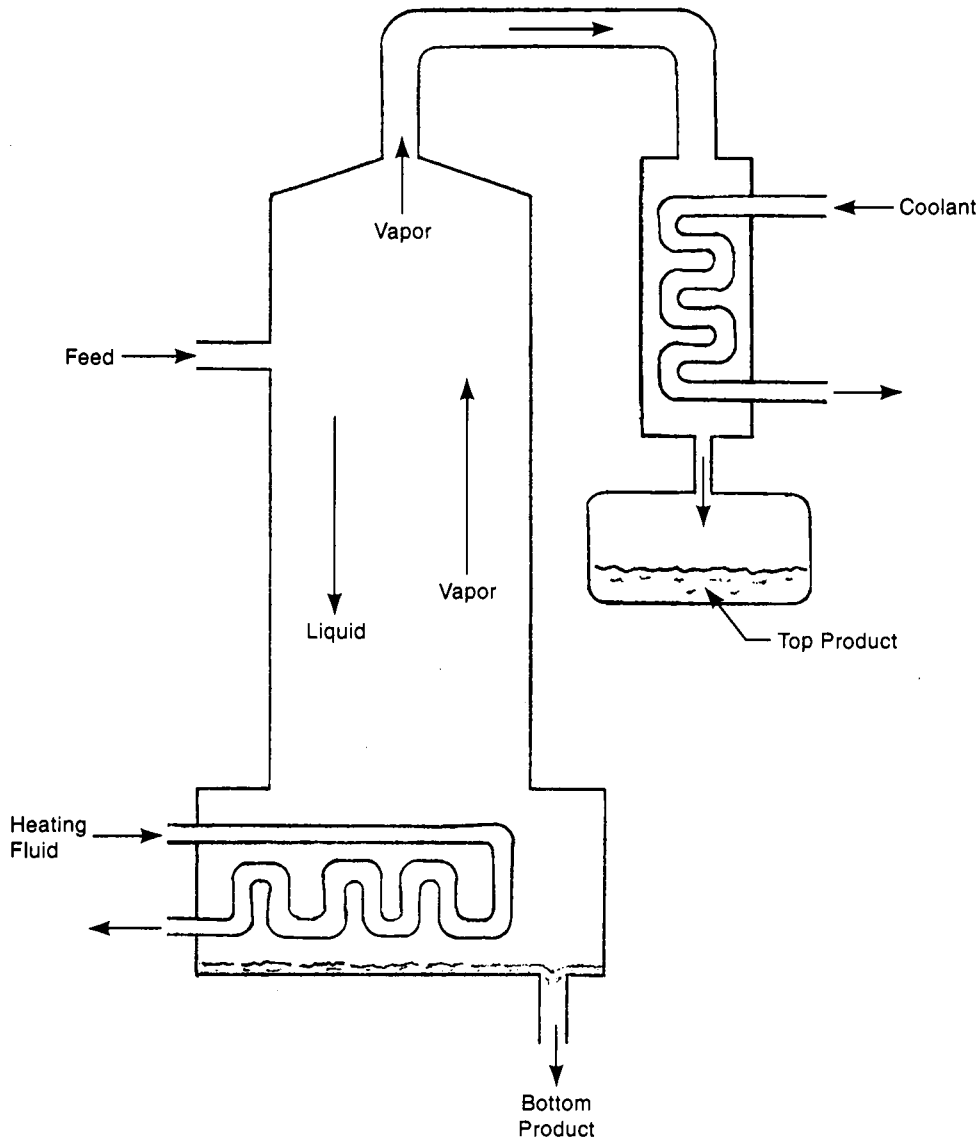 Vapor
Coolant
Feed
Vapor
Liquid
Top Product
Heating
Fluid
Bottom
Product